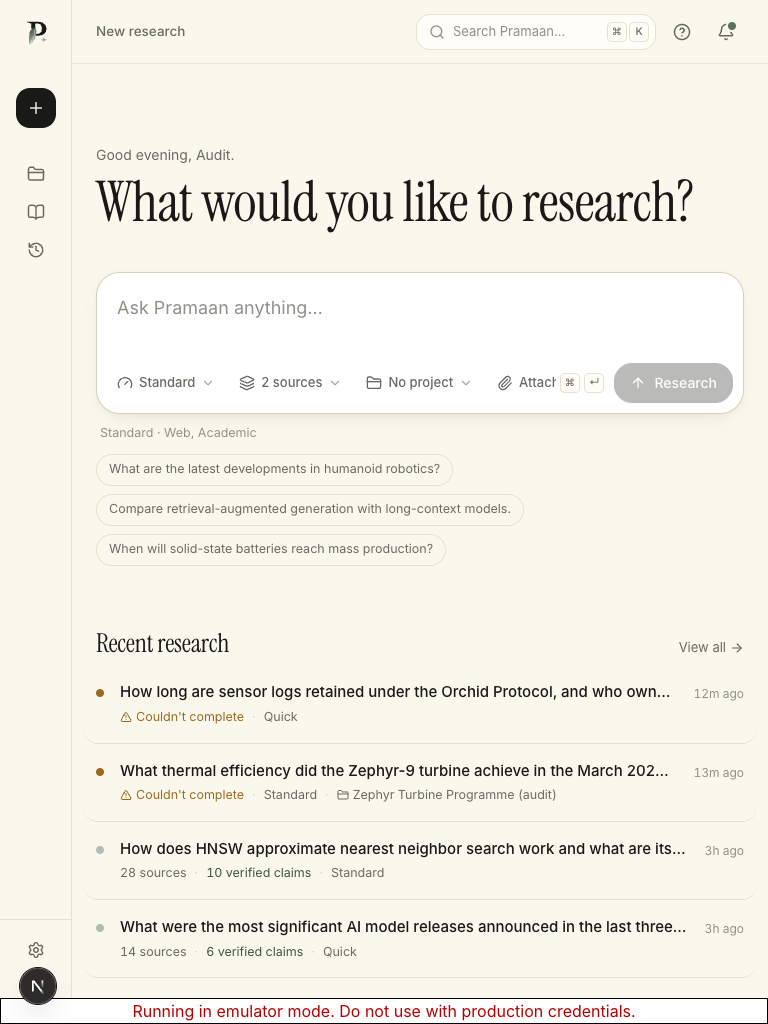 P
New research
Search Pramaan...
⌘ K
Good evening, Audit.
What would you like to research?
Ask Pramaan anything...
Standard
2 sources
No project
Attach
⌘ ↵
Research
Standard · Web, Academic
What are the latest developments in humanoid robotics?
Compare retrieval-augmented generation with long-context models.
When will solid-state batteries reach mass production?
Recent research
View all →
How long are sensor logs retained under the Orchid Protocol, and who own...
12m ago
Couldn't complete · Quick
What thermal efficiency did the Zephyr-9 turbine achieve in the March 202...
13m ago
Couldn't complete · Standard · Zephyr Turbine Programme (audit)
How does HNSW approximate nearest neighbor search work and what are its...
3h ago
28 sources · 10 verified claims · Standard
What were the most significant AI model releases announced in the last three...
3h ago
14 sources · 6 verified claims · Quick
N
Running in emulator mode. Do not use with production credentials.